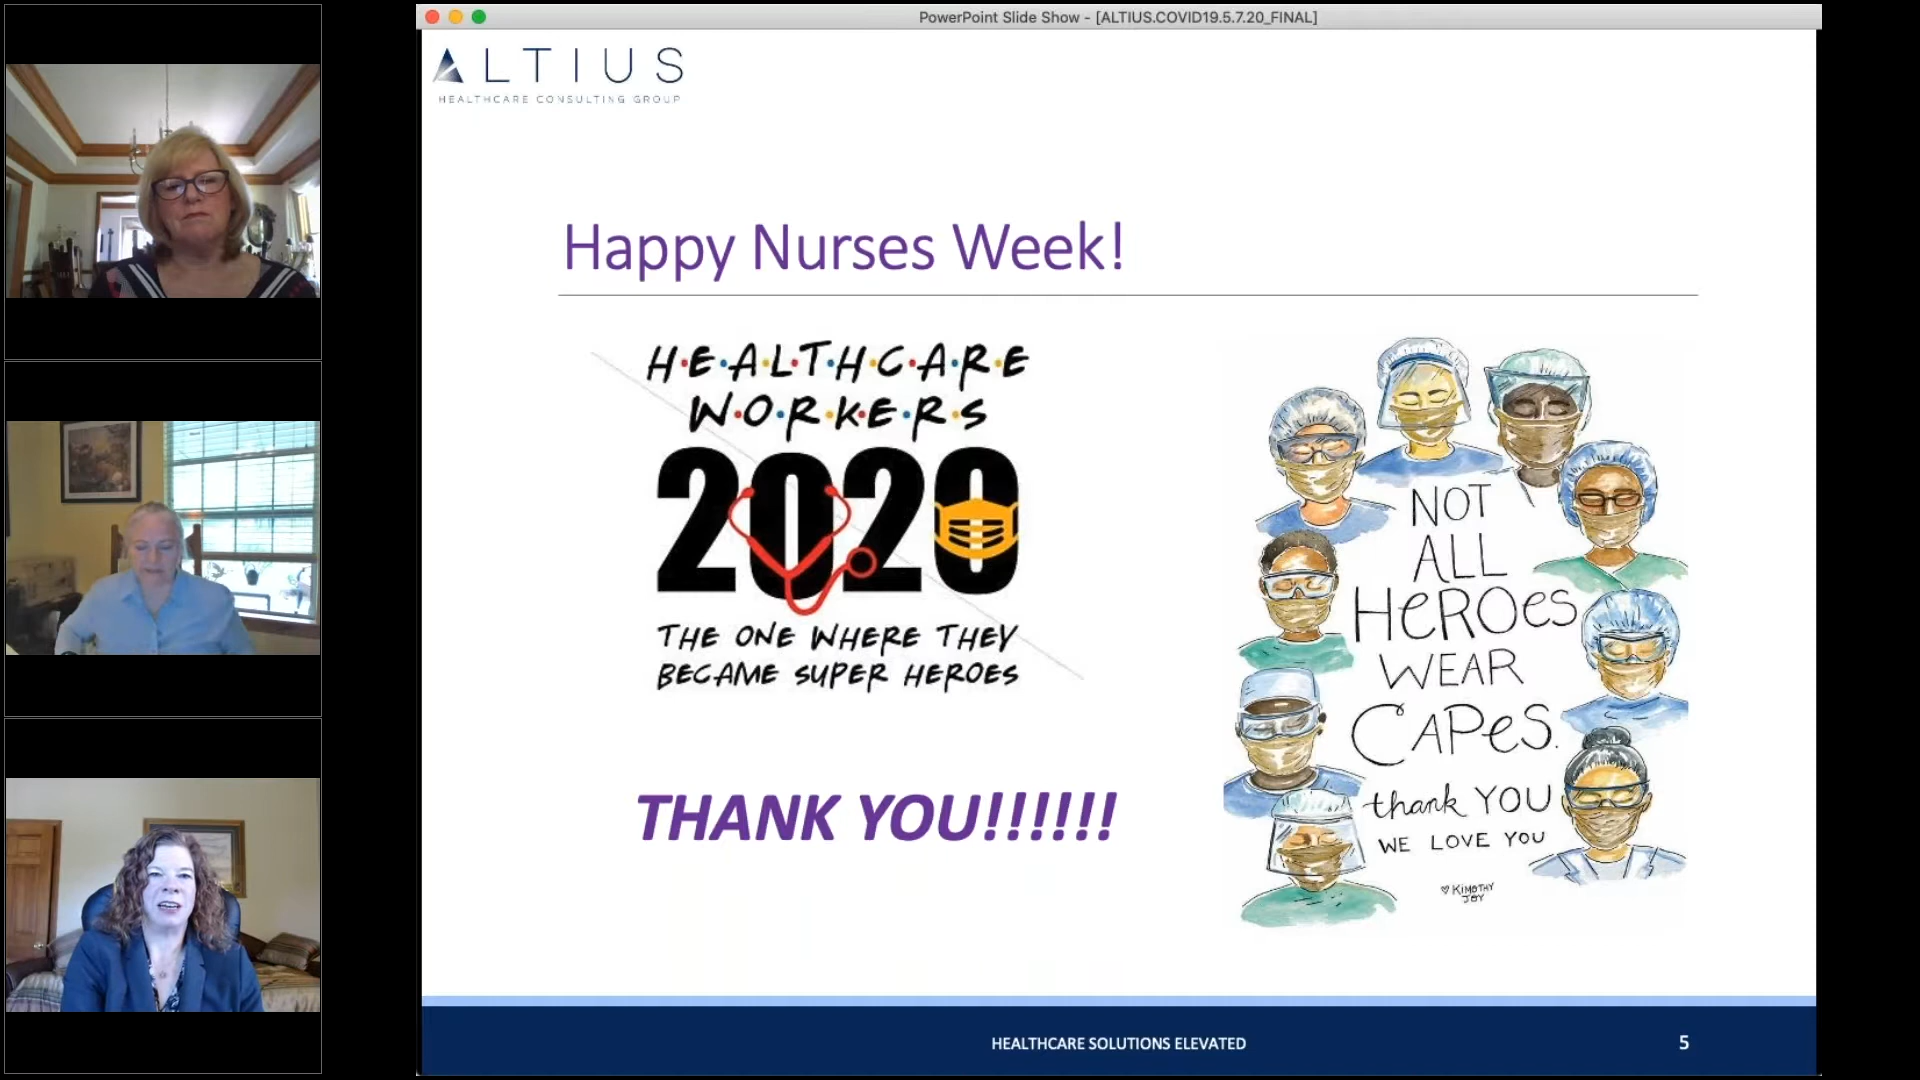 PowerPoint Slide Show - [ALTIUS.COVID19.5.7.20_FINAL]
ALTIUS
HEALTHCARE CONSULTING GROUP
Happy Nurses Week!
H•E•A•L•T•H•C•A•R•E
W•O•R•K•E•R•S
2020
THE ONE WHERE THEY
BECAME SUPER HEROES
THANK YOU!!!!!!
NOT
ALL
HeROes
WEAR
CAPes.
thank YOU
WE LOVE YOU
KIMOTHY
JOY
HEALTHCARE SOLUTIONS ELEVATED
5